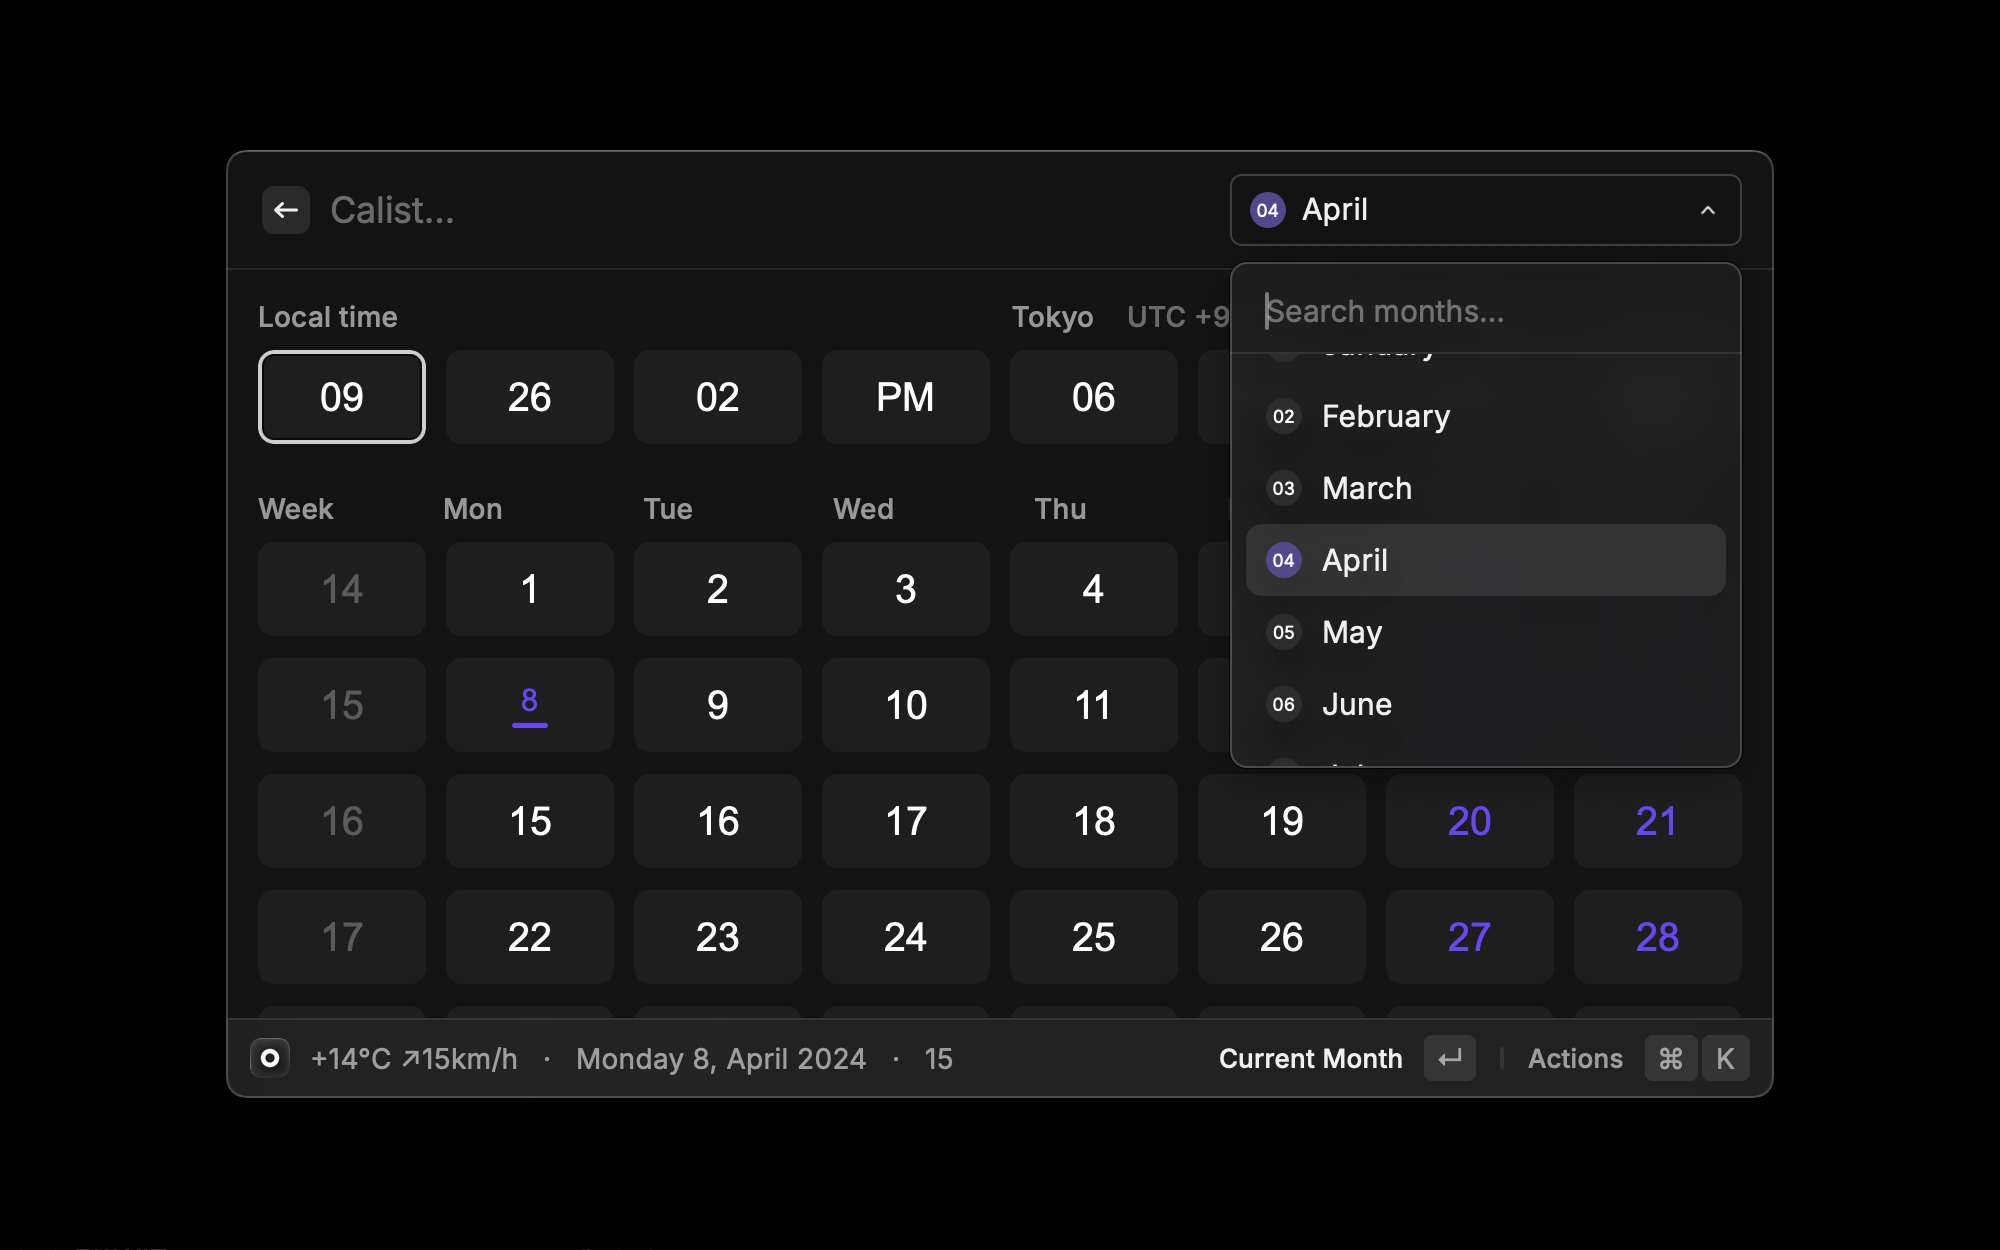 Calist...
04 April
Local time
Tokyo UTC +9
09 26 02 PM 06
Search months...
January
02 February
03 March
04 April
05 May
06 June
Week Mon Tue Wed Thu
14 1 2 3 4
15 8 9 10 11
16 15 16 17 18 19 20 21
17 22 23 24 25 26 27 28
+14°C ↗15km/h · Monday 8, April 2024 · 15
Current Month ↵ | Actions ⌘ K